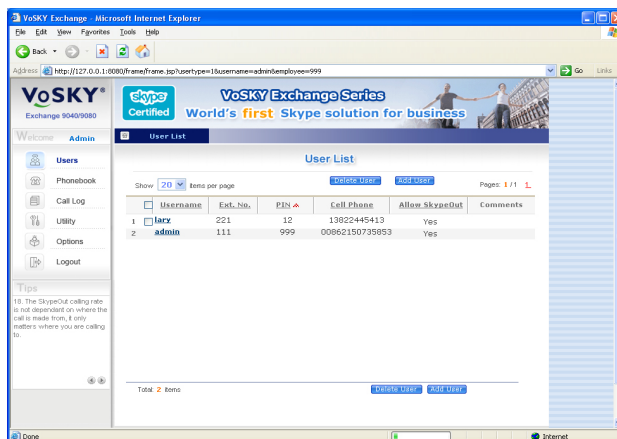 VoSKY Exchange - Microsoft Internet Explorer
File Edit View Favorites Tools Help
Back
Address http://127.0.0.1:8080/frame/frame.jsp?usertype=1&username=admin&employee=999 Go Links
VoSKY®
Exchange 9040/9080
skype
Certified
VoSKY Exchange Series
World's first Skype solution for business
Welcome Admin
User List
Users
Phonebook
Call Log
Utility
Options
Logout
Tips
18. The SkypeOut calling rate
is not dependant on where the
call is made from, it only
matters where you are calling
to.
User List
Show 20 items per page Delete User Add User Pages: 1 / 1 1
Username Ext. No. PIN Cell Phone Allow SkypeOut Comments
1 lary 221 12 13822445413 Yes
2 admin 111 999 00862150735853 Yes
Total: 2 items Delete User Add User
Done Internet